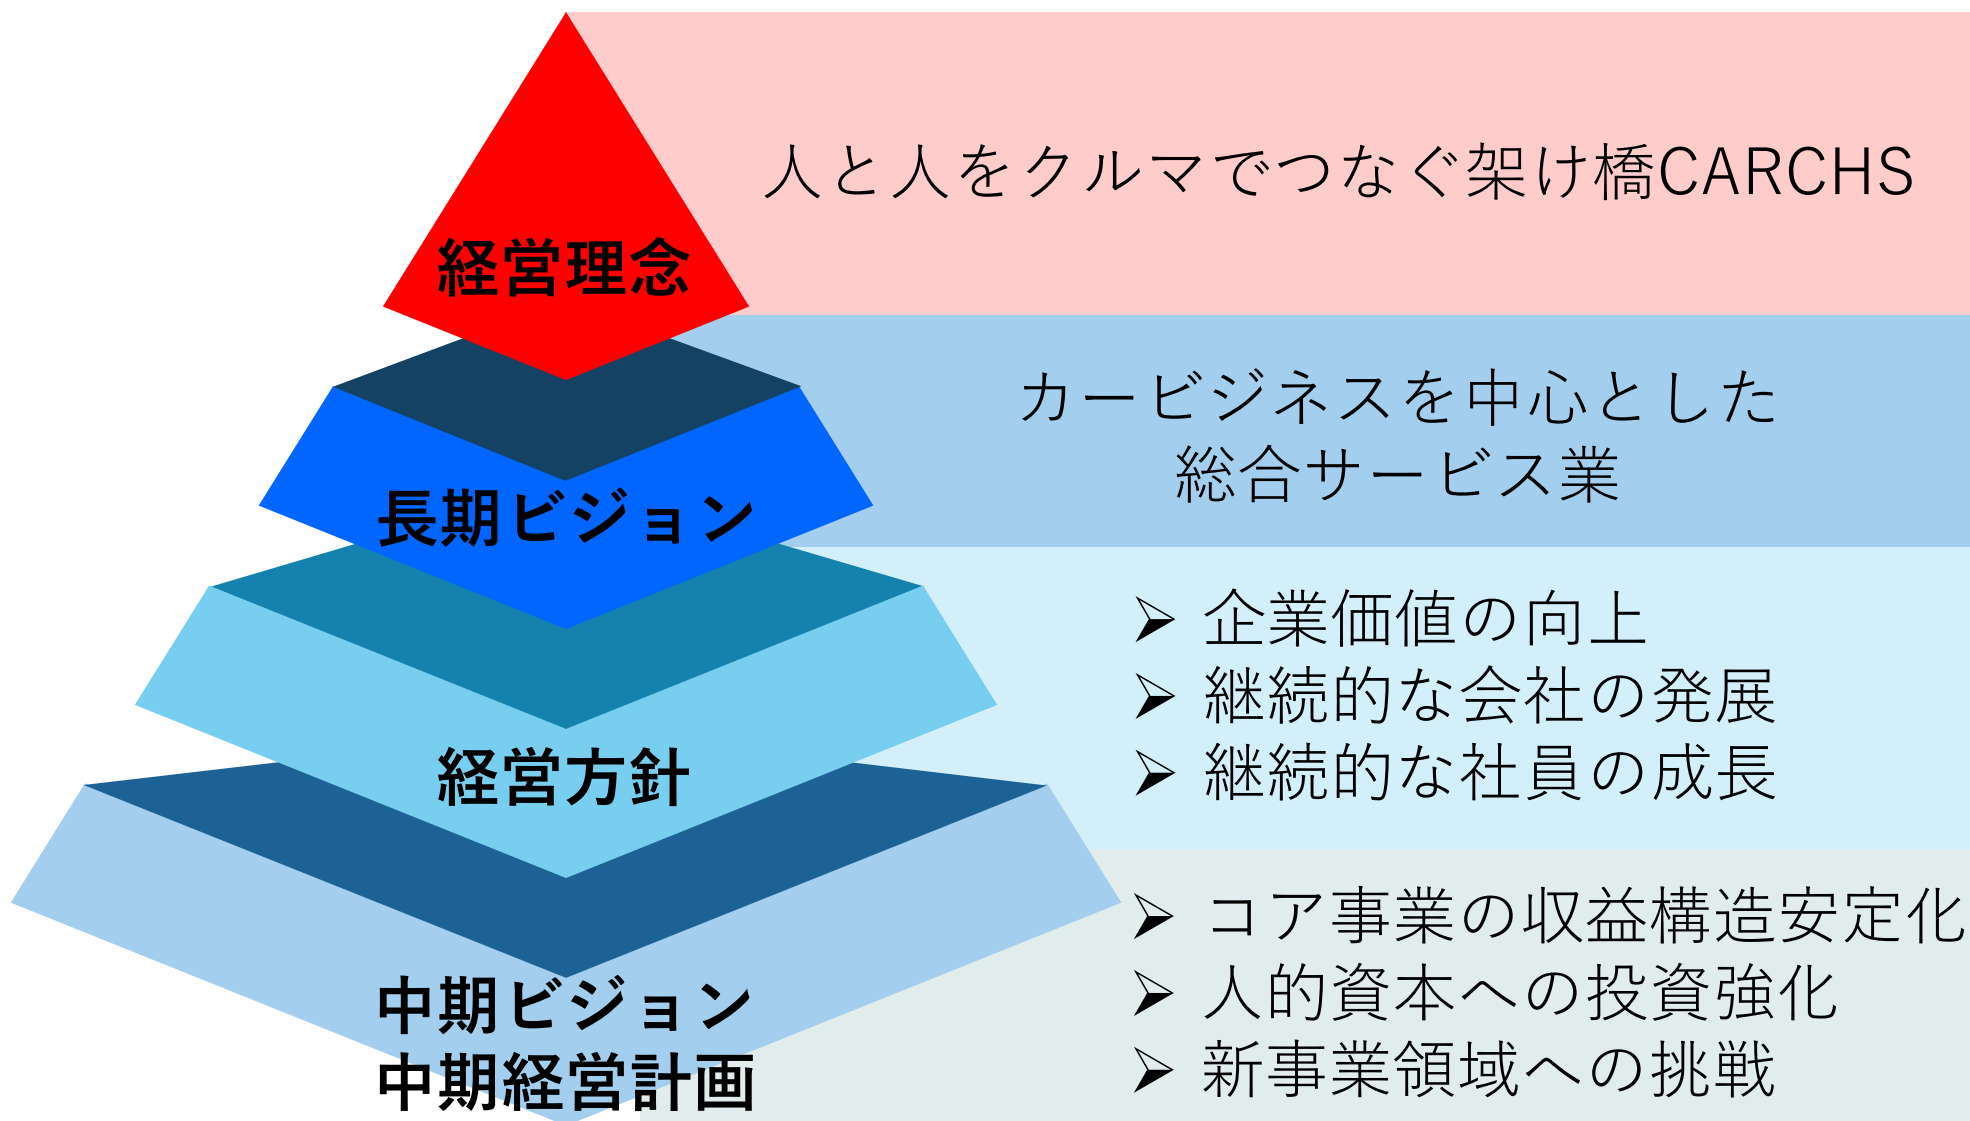 経営理念
人と人をクルマでつなぐ架け橋CARCHS
長期ビジョン
カービジネスを中心とした
総合サービス業
経営方針
➢ 企業価値の向上
➢ 継続的な会社の発展
➢ 継続的な社員の成長
中期ビジョン
中期経営計画
➢ コア事業の収益構造安定化
➢ 人的資本への投資強化
➢ 新事業領域への挑戦